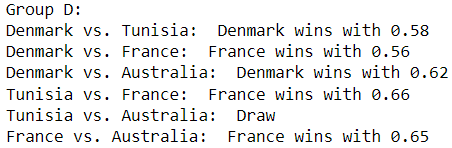 Group D:
Denmark vs. Tunisia:  Denmark wins with 0.58
Denmark vs. France:  France wins with 0.56
Denmark vs. Australia:  Denmark wins with 0.62
Tunisia vs. France:  France wins with 0.66
Tunisia vs. Australia:  Draw
France vs. Australia:  France wins with 0.65